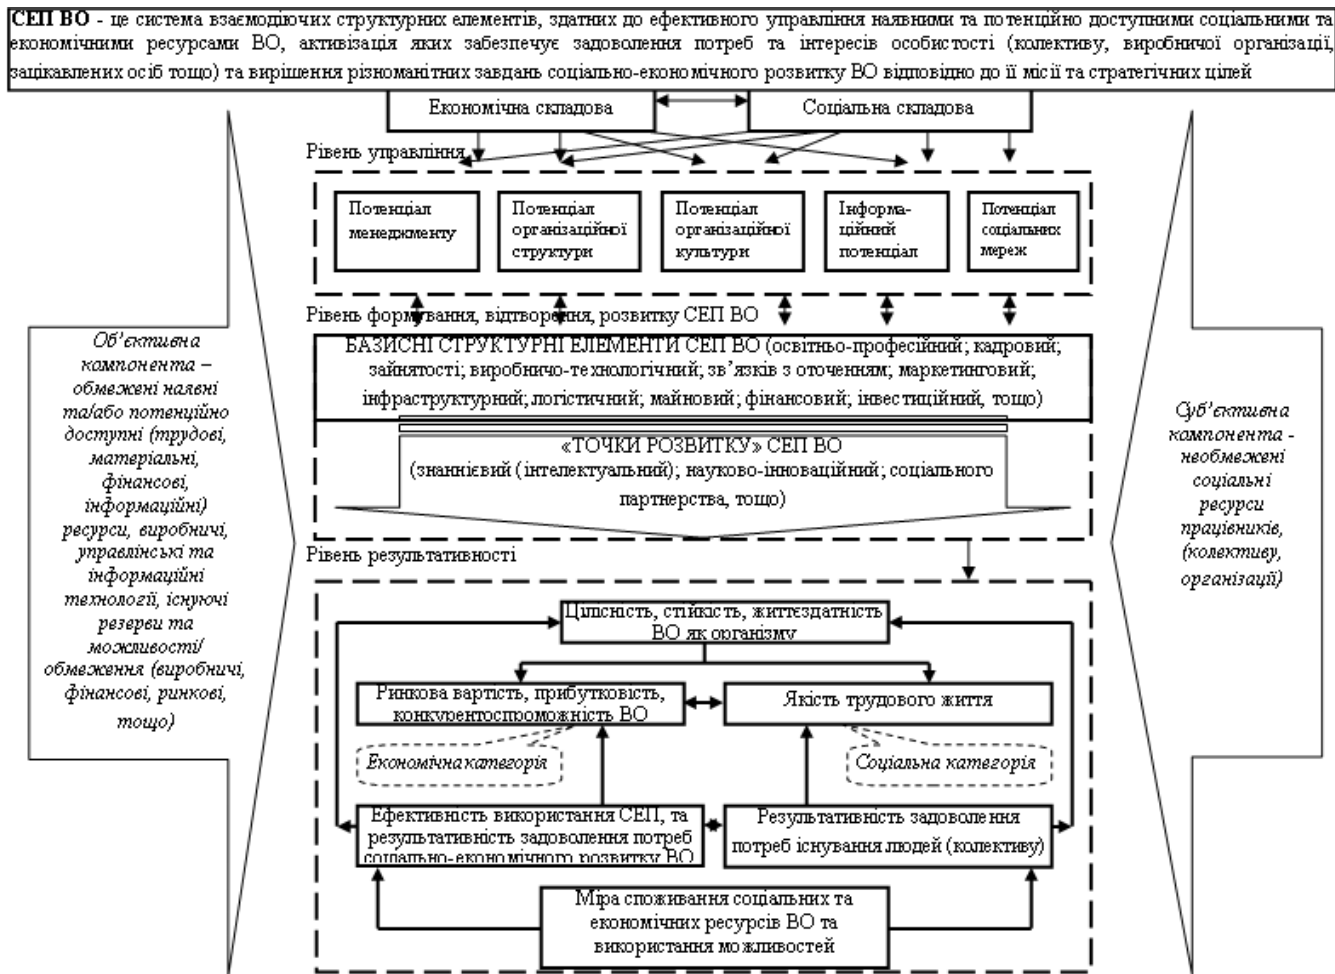 СЕП ВО - це система взаємодіючих структурних елементів, здатних до ефективного управління наявними та потенційно доступними соціальними та
економічними ресурсами ВО, активізація яких забезпечує задоволення потреб та інтересів особистості (колективу, виробничої організації,
зацікавлених осіб тощо) та вирішення різноманітних завдань соціально-економічного розвитку ВО відповідно до її місії та стратегічних цілей
Економічна складова
Соціальна складова
Рівень управління
Потенціал
менеджменту
Потенціал
організаційної
структури
Потенціал
організаційної
культури
Інформа-
ційний
потенціал
Потенціал
соціальних
мереж
Рівень формування, відтворення, розвитку СЕП ВО
БАЗИСНІ СТРУКТУРНІ ЕЛЕМЕНТИ СЕП ВО (освітньо-професійний; кадровий;
зайнятості; виробничо-технологічний; зв’язків з оточенням; маркетинговий;
інфраструктурний; логістичний; майновий; фінансовий; інвестиційний, тощо)
«ТОЧКИ РОЗВИТКУ» СЕП ВО
(знаннієвий (інтелектуальний); науково-інноваційний; соціального
партнерства, тощо)
Об’єктивна
компонента –
обмежені наявні
та/або потенційно
доступні (трудові,
матеріальні,
фінансові,
інформаційні)
ресурси, виробничі,
управлінські та
інформаційні
технології, існуючі
резерви та
можливості/
обмеження (виробничі,
фінансові, ринкові,
тощо)
Суб’єктивна
компонента -
необмежені
соціальні
ресурси
працівників,
(колективу,
організації)
Рівень результативності
Цілісність, стійкість, життєздатність
ВО як організму
Ринкова вартість, прибутковість,
конкурентоспроможність ВО
Якість трудового життя
Економічна категорія
Соціальна категорія
Ефективність використання СЕП, та
результативність задоволення потреб
соціально-економічного розвитку ВО
Результативність задоволення
потреб існування людей (колективу)
Міра споживання соціальних та
економічних ресурсів ВО та
використання можливостей